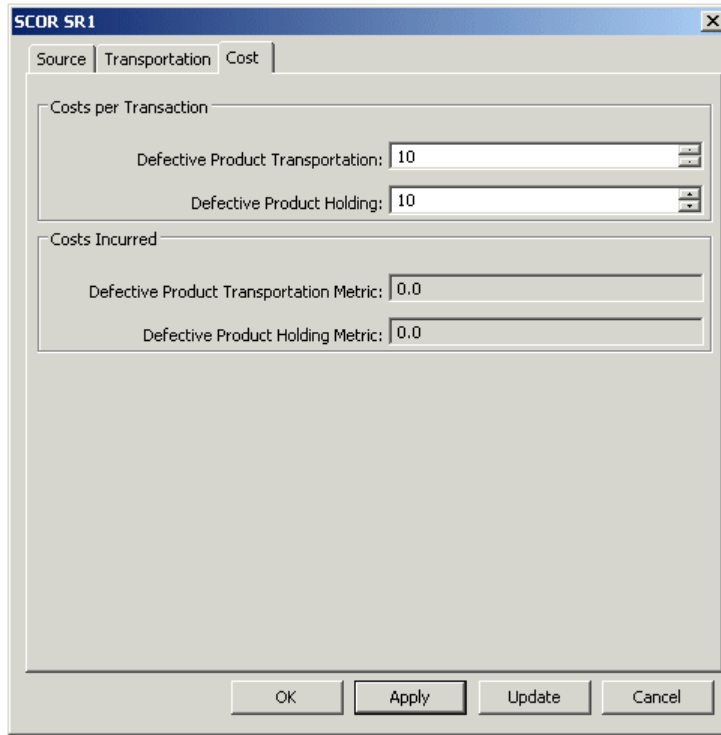 SCOR SR1
Source Transportation Cost
Costs per Transaction
Defective Product Transportation: 10
Defective Product Holding: 10
Costs Incurred
Defective Product Transportation Metric: 0.0
Defective Product Holding Metric: 0.0
OK Apply Update Cancel